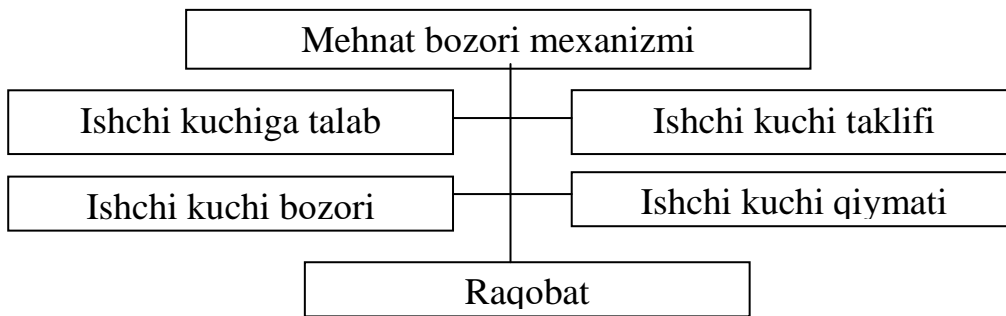 Mehnat bozori mexanizmi
Ishchi kuchiga talab
Ishchi kuchi taklifi
Ishchi kuchi bozori
Ishchi kuchi qiymati
Raqobat